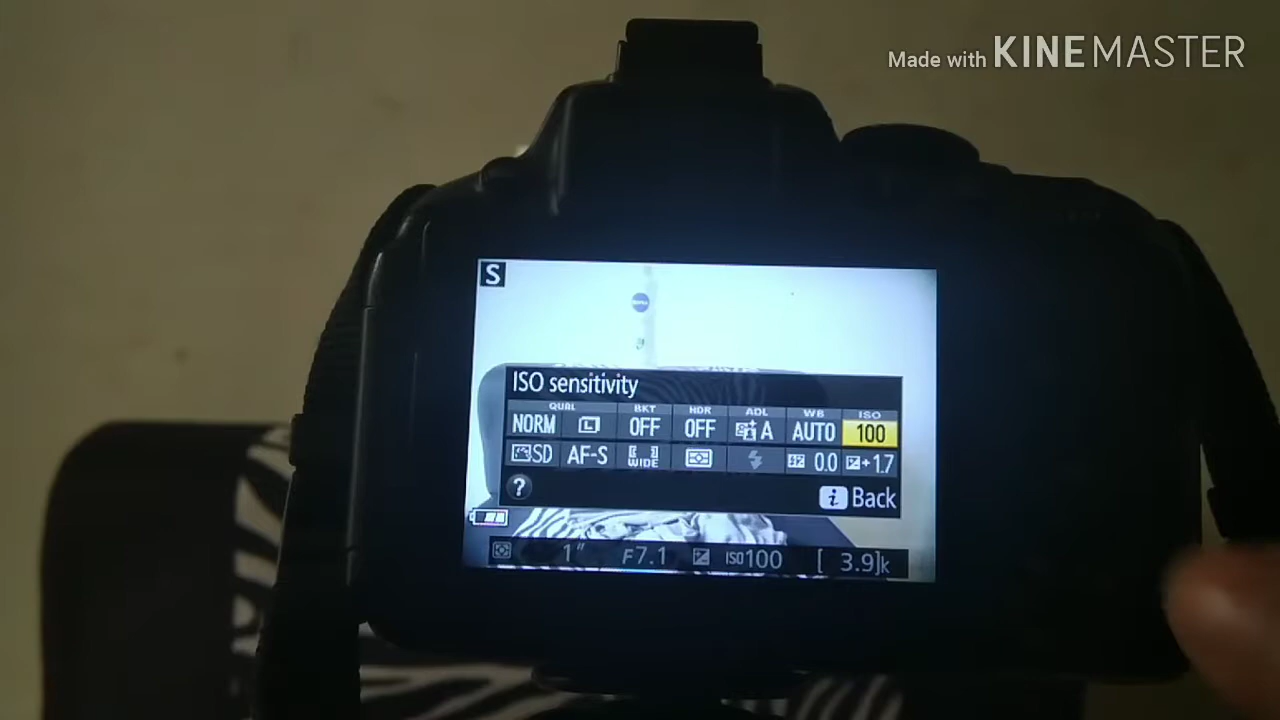 Made with KINEMASTER
S
ISO sensitivity
QUAL BKT HDR ADL WB ISO
NORM L OFF OFF A AUTO 100
SD AF-S WIDE 0.0 +1.7
? i Back
1" F7.1 ISO100 [ 3.9]k